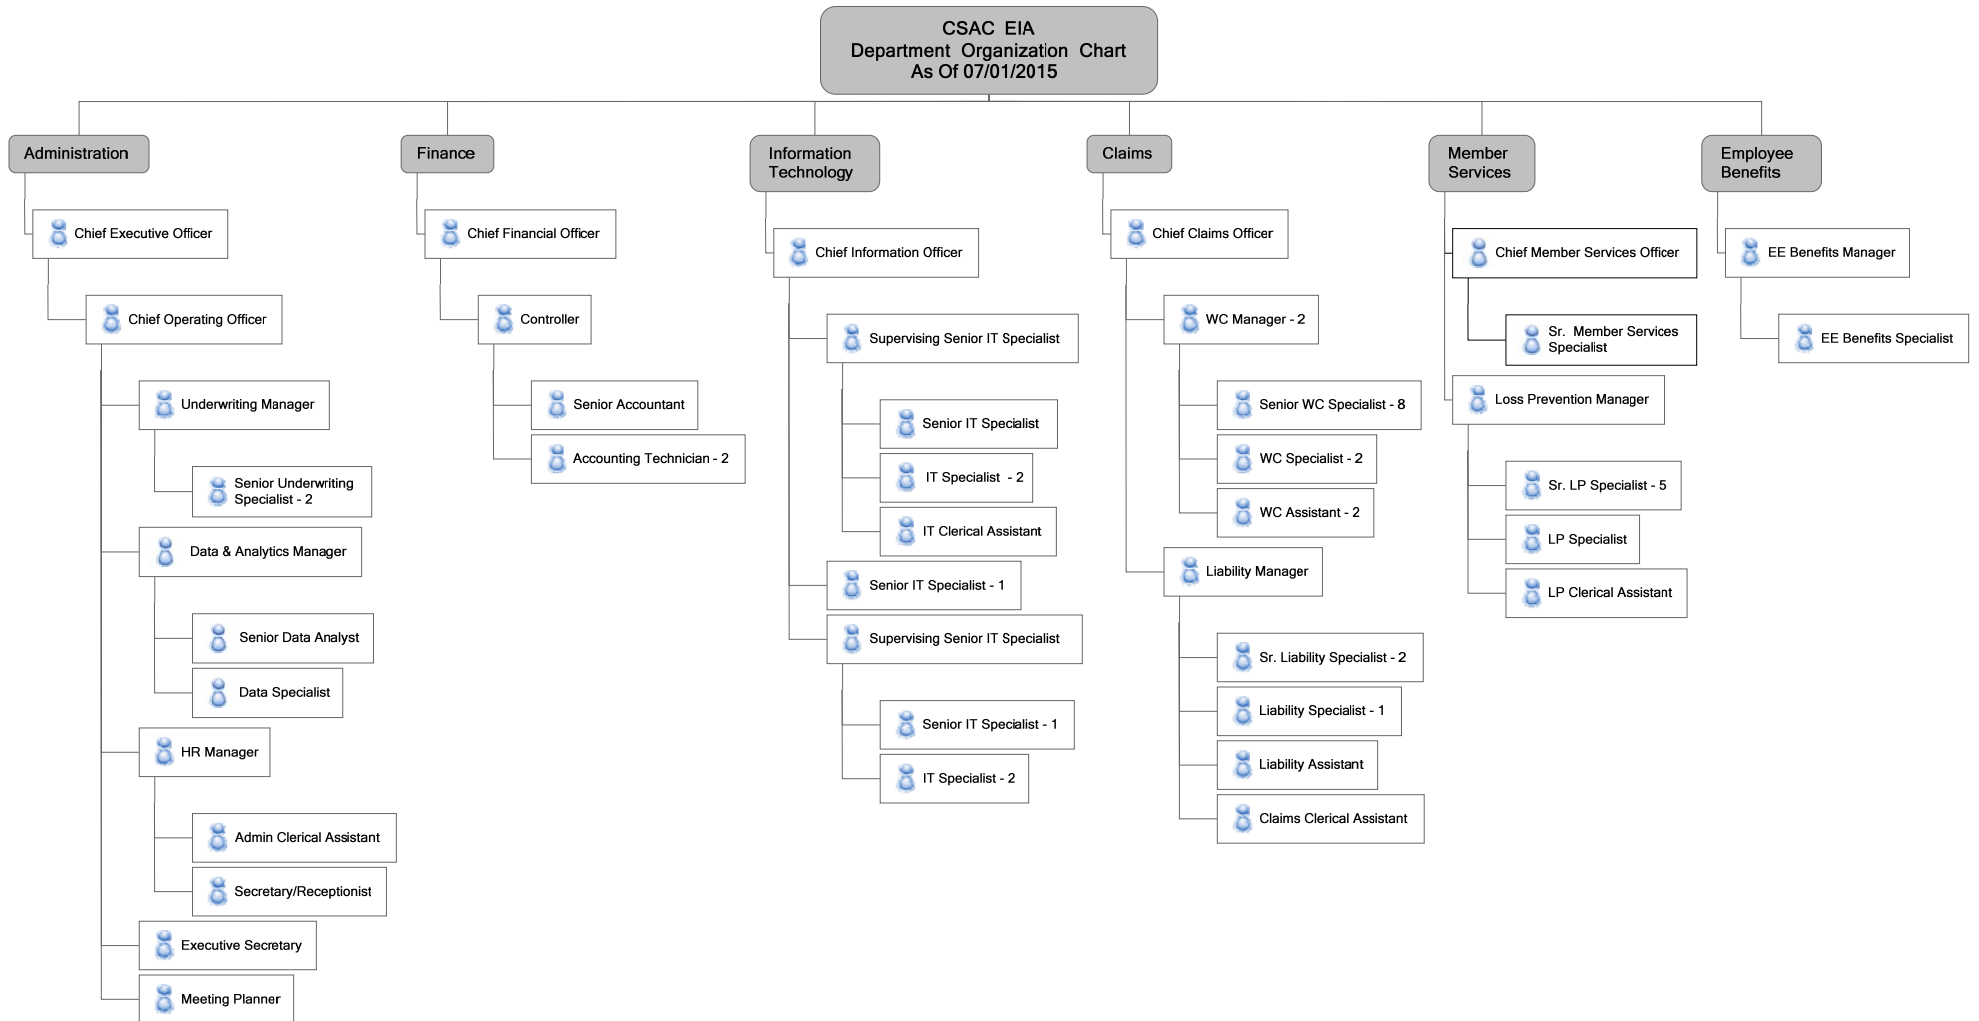 CSAC EIA
Department Organization Chart
As Of 07/01/2015
Administration
Chief Executive Officer
Chief Operating Officer
Underwriting Manager
Senior Underwriting
Specialist - 2
Data & Analytics Manager
Senior Data Analyst
Data Specialist
HR Manager
Admin Clerical Assistant
Secretary/Receptionist
Executive Secretary
Meeting Planner
Finance
Chief Financial Officer
Controller
Senior Accountant
Accounting Technician - 2
Information
Technology
Chief Information Officer
Supervising Senior IT Specialist
Senior IT Specialist
IT Specialist - 2
IT Clerical Assistant
Senior IT Specialist - 1
Supervising Senior IT Specialist
Senior IT Specialist - 1
IT Specialist - 2
Claims
Chief Claims Officer
WC Manager - 2
Senior WC Specialist - 8
WC Specialist - 2
WC Assistant - 2
Liability Manager
Sr. Liability Specialist - 2
Liability Specialist - 1
Liability Assistant
Claims Clerical Assistant
Member
Services
Chief Member Services Officer
Sr. Member Services
Specialist
Loss Prevention Manager
Sr. LP Specialist - 5
LP Specialist
LP Clerical Assistant
Employee
Benefits
EE Benefits Manager
EE Benefits Specialist